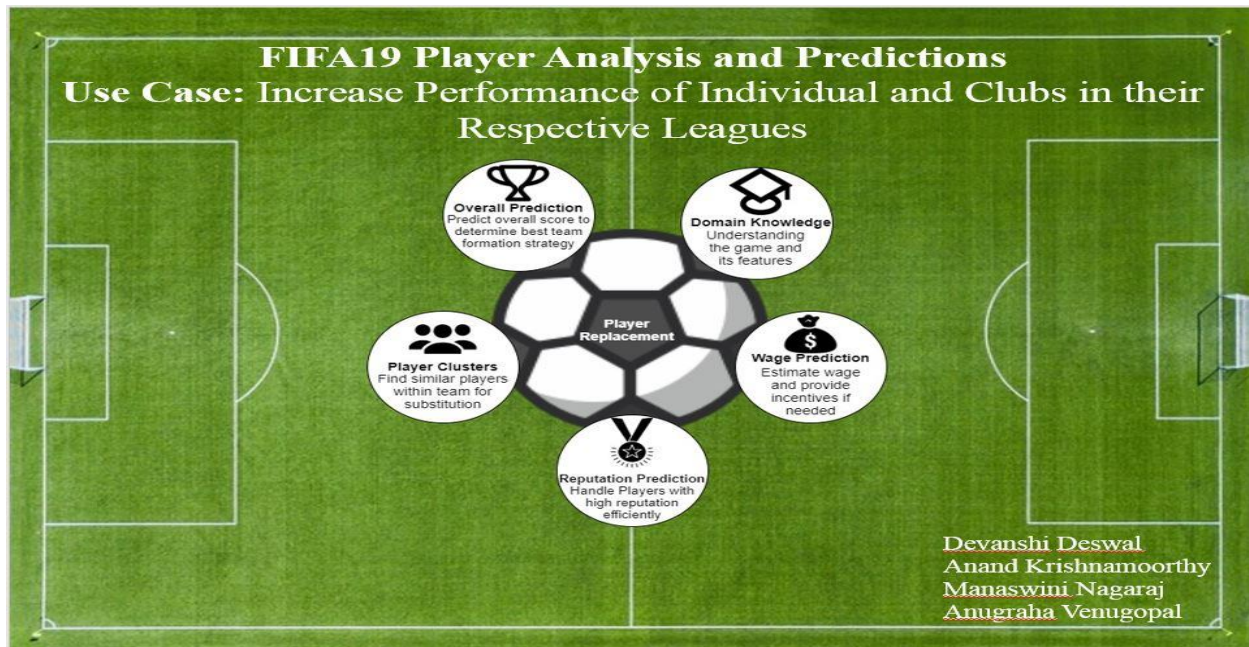 FIFA19 Player Analysis and Predictions
Use Case: Increase Performance of Individual and Clubs in their
Respective Leagues
Overall Prediction
Predict overall score to
determine best team
formation strategy
Domain Knowledge
Understanding
the game and
its features
Player
Replacement
Player Clusters
Find similar players
within team for
substitution
$
Wage Prediction
Estimate wage
and provide
incentives if
needed
Reputation Prediction
Handle Players with
high reputation
efficiently
Devanshi Deswal
Anand Krishnamoorthy
Manaswini Nagaraj
Anugraha Venugopal